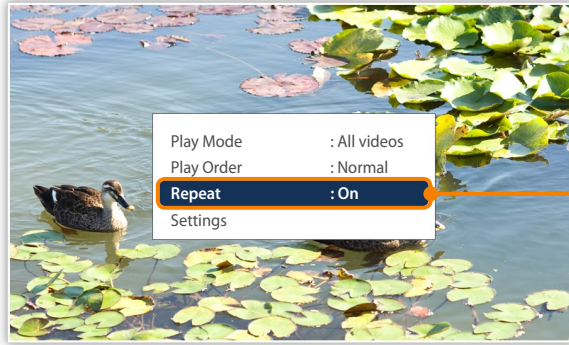 Play Mode : All videos
Play Order : Normal
Repeat : On
Settings